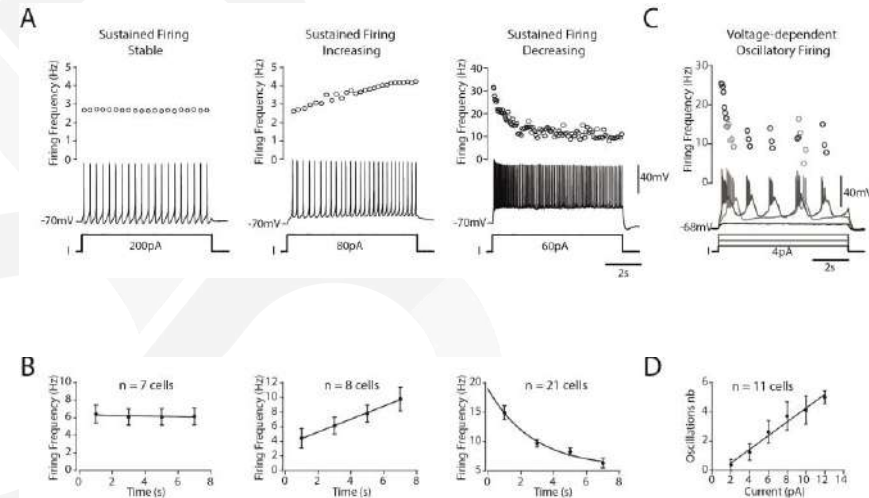 A
Sustained Firing
Stable
Firing Frequency (Hz)
5
4
3
2
1
0
-70mV
I
200pA
Sustained Firing
Increasing
Firing Frequency (Hz)
5
4
3
2
1
0
-70mV
I
80pA
Sustained Firing
Decreasing
Firing Frequency (Hz)
40
30
20
10
0
40mV
-70mV
I
60pA
2s
C
Voltage-dependent
Oscillatory Firing
Firing Frequency (Hz)
30
20
10
0
40mV
-68mV
I
4pA
2s
B
n = 7 cells
Firing Frequency (Hz)
10
8
6
4
2
0
0 2 4 6 8
Time (s)
n = 8 cells
Firing Frequency (Hz)
12
10
8
6
4
2
0
0 2 4 6 8
Time (s)
n = 21 cells
Firing Frequency (Hz)
20
15
10
5
0 2 4 6 8
Time (s)
D
n = 11 cells
Oscillations nb
6
4
2
0
0 2 4 6 8 10 12 14
Current (pA)